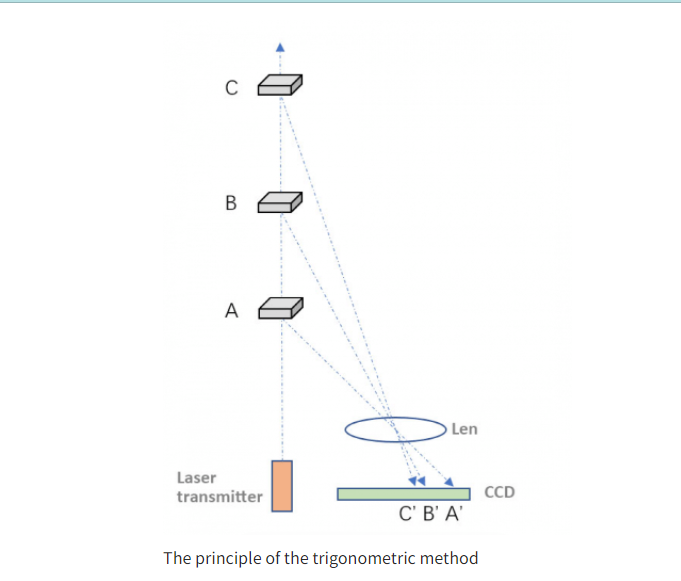 C
B
A
Len
Laser
transmitter
CCD
C' B' A'
The principle of the trigonometric method